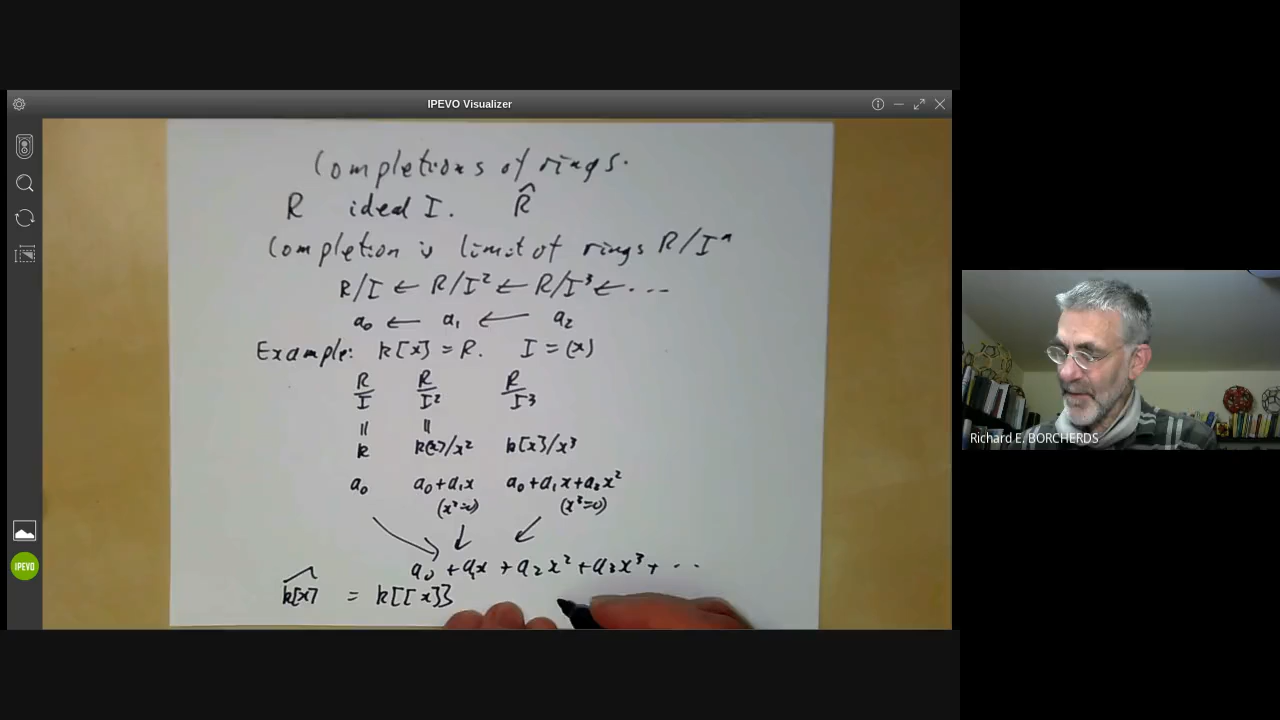 IPEVO Visualizer
Completions of rings.
R ideal I. R̂
Completion is limit of rings R/Iⁿ
R/I ← R/I² ← R/I³ ← ...
a₀ ← a₁ ← a₂
Example: k[x] = R. I = (x)
R/I R/I² R/I³
= =
k k[x]/x² k[x]/x³
a₀ a₀+a₁x a₀+a₁x+a₂x²
(x²=0) (x³=0)
a₀ + a₁x + a₂x² + a₃x³ + ...
k[x]^ = k[[x]]
IPEVO
Richard E. BORCHERDS